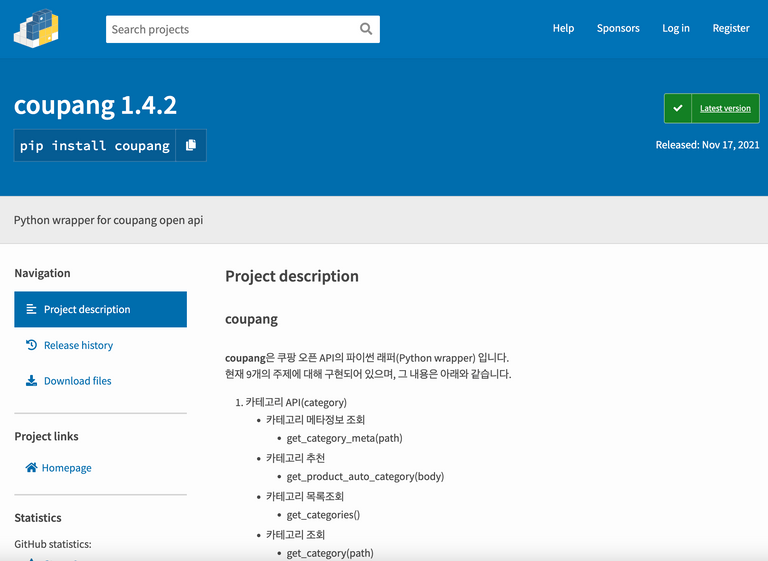 Search projects
Help
Sponsors
Log in
Register
coupang 1.4.2
pip install coupang
Latest version
Released: Nov 17, 2021
Python wrapper for coupang open api
Navigation
Project description
Release history
Download files
Project links
Homepage
Statistics
GitHub statistics:
Project description
coupang
coupang은 쿠팡 오픈 API의 파이썬 래퍼(Python wrapper) 입니다.
현재 9개의 주제에 대해 구현되어 있으며, 그 내용은 아래와 같습니다.
1. 카테고리 API(category)
• 카테고리 메타정보 조회
• get_category_meta(path)
• 카테고리 추천
• get_product_auto_category(body)
• 카테고리 목록조회
• get_categories()
• 카테고리 조회
• get_category(path)